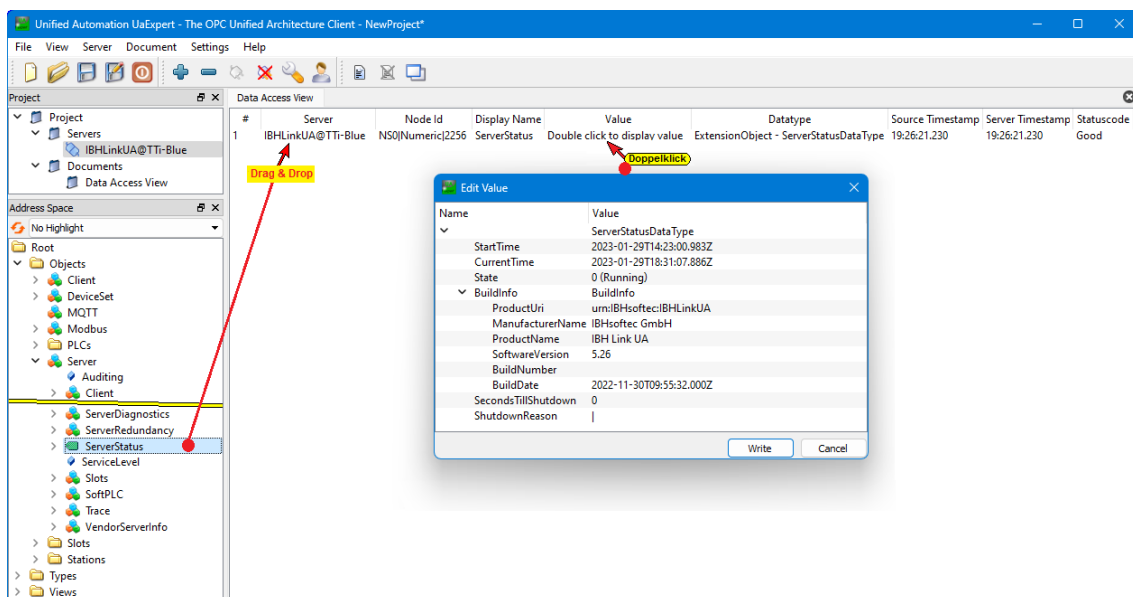 Unified Automation UaExpert - The OPC Unified Architecture Client - NewProject*
File View Server Document Settings Help
Project
Project
Servers
IBHLinkUA@TTi-Blue
Documents
Data Access View
Address Space
No Highlight
Root
Objects
Client
DeviceSet
MQTT
Modbus
PLCs
Server
Auditing
Client
ServerDiagnostics
ServerRedundancy
ServerStatus
ServiceLevel
Slots
SoftPLC
Trace
VendorServerInfo
Slots
Stations
Types
Views
Data Access View
# Server Node Id Display Name Value Datatype Source Timestamp Server Timestamp Statuscode
1 IBHLinkUA@TTi-Blue NS0|Numeric|2256 ServerStatus Double click to display value ExtensionObject - ServerStatusDataType 19:26:21.230 19:26:21.230 Good
Drag & Drop
Doppelklick
Edit Value
Name Value
ServerStatusDataType
StartTime 2023-01-29T14:23:00.983Z
CurrentTime 2023-01-29T18:31:07.886Z
State 0 (Running)
BuildInfo BuildInfo
ProductUri urn:IBHsoftec:IBHLinkUA
ManufacturerName IBHsoftec GmbH
ProductName IBH Link UA
SoftwareVersion 5.26
BuildNumber
BuildDate 2022-11-30T09:55:32.000Z
SecondsTillShutdown 0
ShutdownReason |
Write Cancel